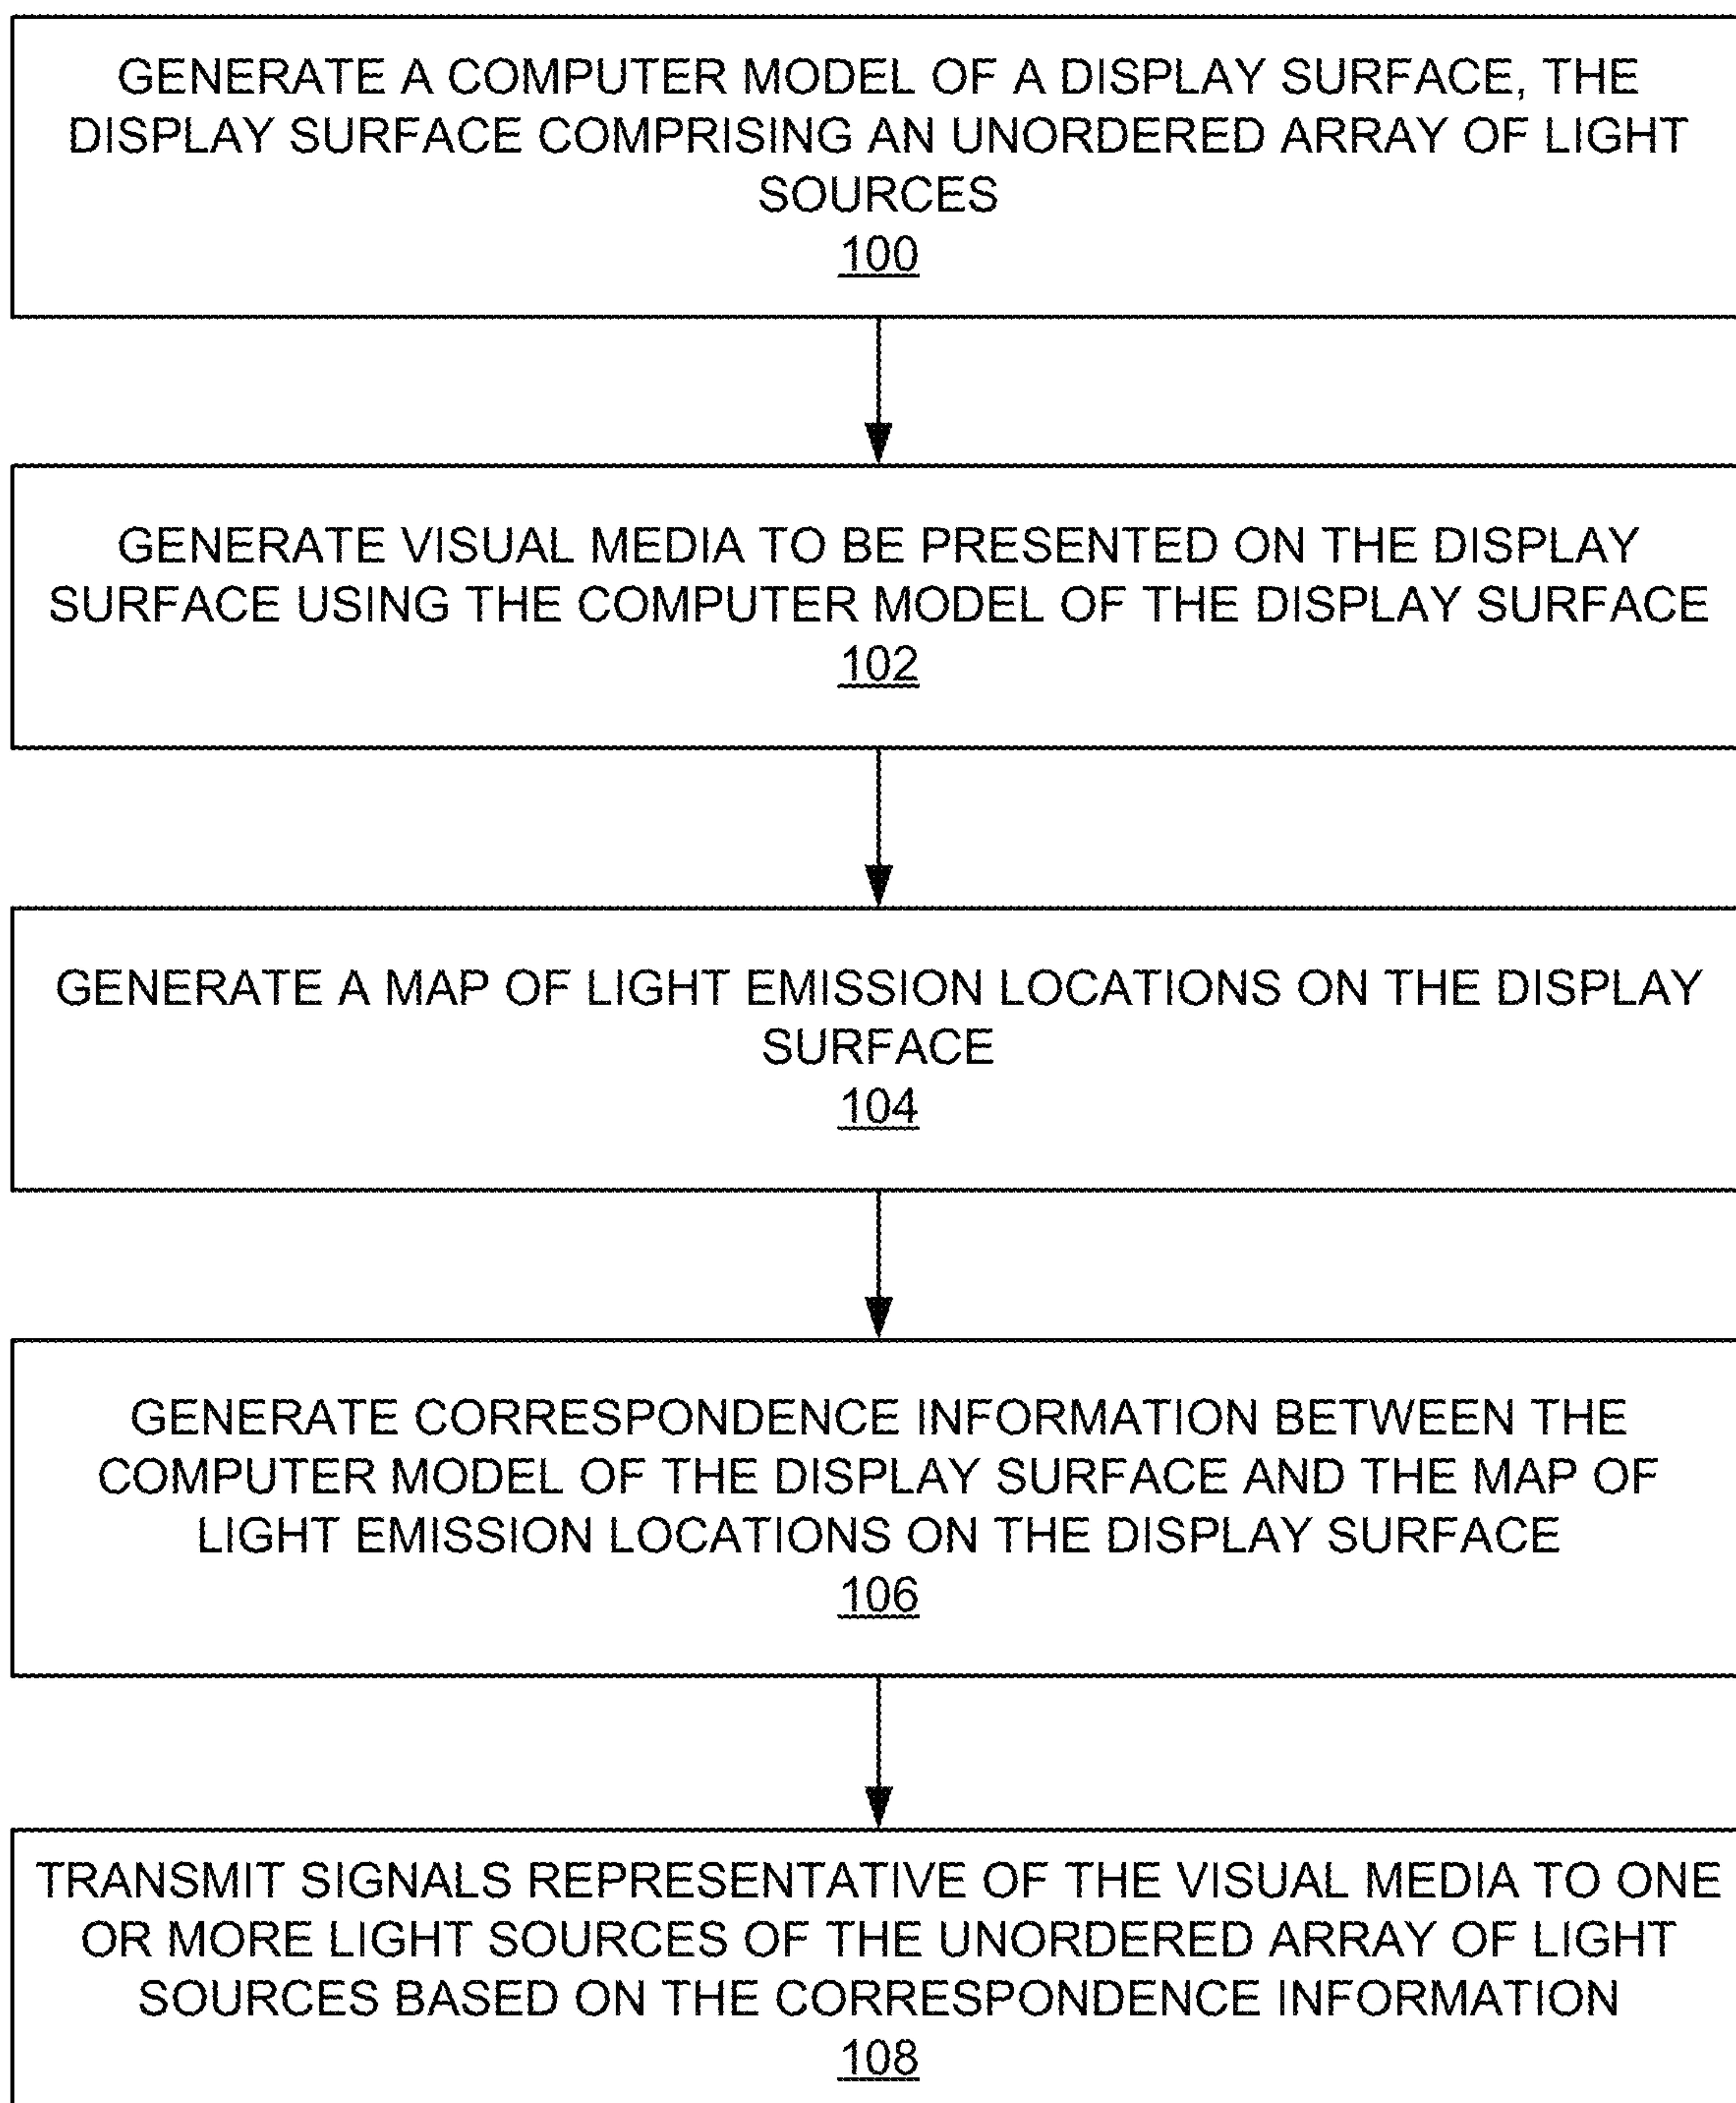 GENERATE A COMPUTER MODEL OF A DISPLAY SURFACE, THE
DISPLAY SURFACE COMPRISING AN UNORDERED ARRAY OF LIGHT
SOURCES
100
GENERATE VISUAL MEDIA TO BE PRESENTED ON THE DISPLAY
SURFACE USING THE COMPUTER MODEL OF THE DISPLAY SURFACE
102
GENERATE A MAP OF LIGHT EMISSION LOCATIONS ON THE DISPLAY
SURFACE
104
GENERATE CORRESPONDENCE INFORMATION BETWEEN THE
COMPUTER MODEL OF THE DISPLAY SURFACE AND THE MAP OF
LIGHT EMISSION LOCATIONS ON THE DISPLAY SURFACE
106
TRANSMIT SIGNALS REPRESENTATIVE OF THE VISUAL MEDIA TO ONE
OR MORE LIGHT SOURCES OF THE UNORDERED ARRAY OF LIGHT
SOURCES BASED ON THE CORRESPONDENCE INFORMATION
108